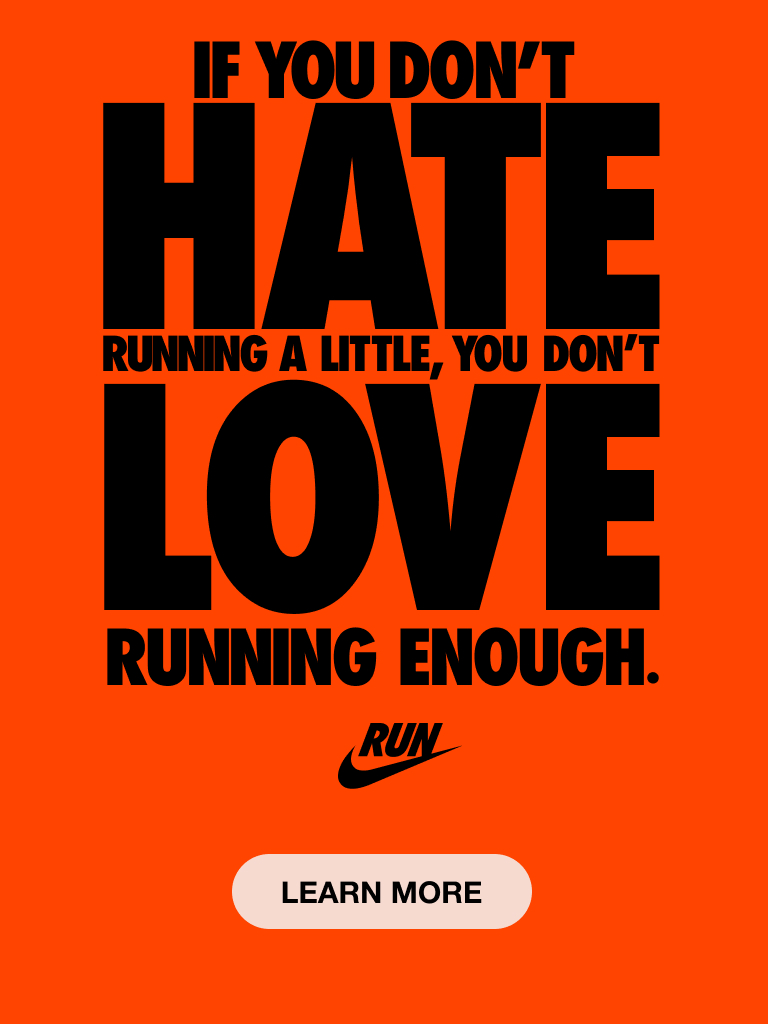 IF YOU DON’T
HATE
RUNNING A LITTLE, YOU DON’T
LOVE
RUNNING ENOUGH.
RUN
LEARN MORE